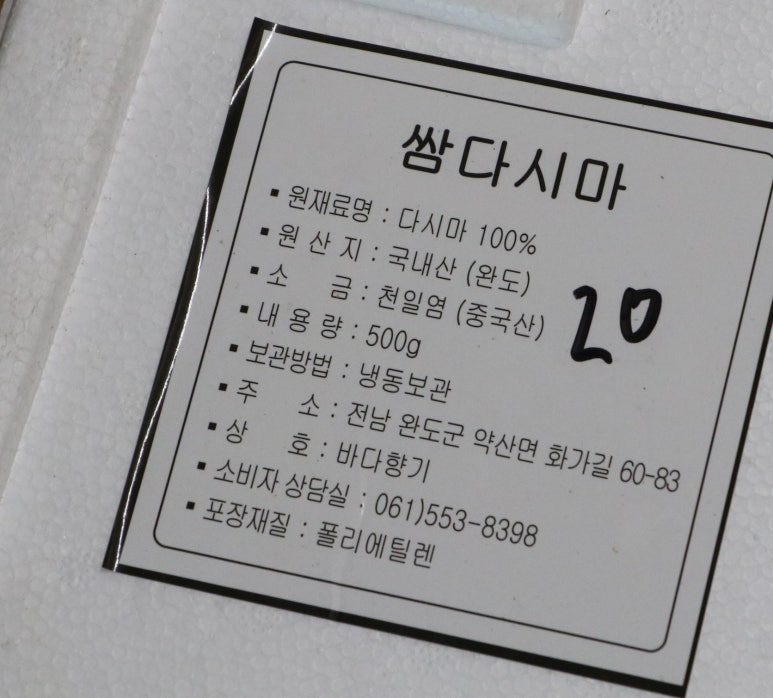 쌈다시마
▪ 원재료명 : 다시마 100%
▪ 원 산 지 : 국내산 (완도)
▪ 소 금 : 천일염 (중국산)
20
▪ 내 용 량 : 500g
▪ 보관방법 : 냉동보관
▪ 주 소 : 전남 완도군 약산면 화가길 60-83
▪ 상 호 : 바다향기
▪ 소비자 상담실 : 061)553-8398
▪ 포장재질 : 폴리에틸렌